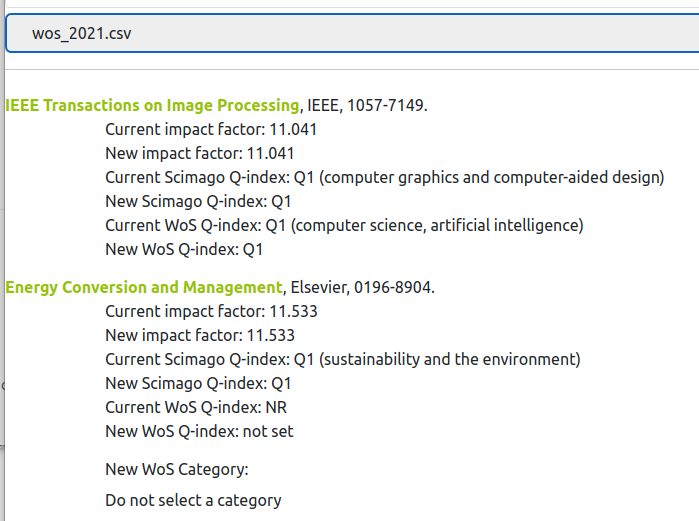 wos_2021.csv
IEEE Transactions on Image Processing, IEEE, 1057-7149.
Current impact factor: 11.041
New impact factor: 11.041
Current Scimago Q-index: Q1 (computer graphics and computer-aided design)
New Scimago Q-index: Q1
Current WoS Q-index: Q1 (computer science, artificial intelligence)
New WoS Q-index: Q1
Energy Conversion and Management, Elsevier, 0196-8904.
Current impact factor: 11.533
New impact factor: 11.533
Current Scimago Q-index: Q1 (sustainability and the environment)
New Scimago Q-index: Q1
Current WoS Q-index: NR
New WoS Q-index: not set
New WoS Category:
Do not select a category